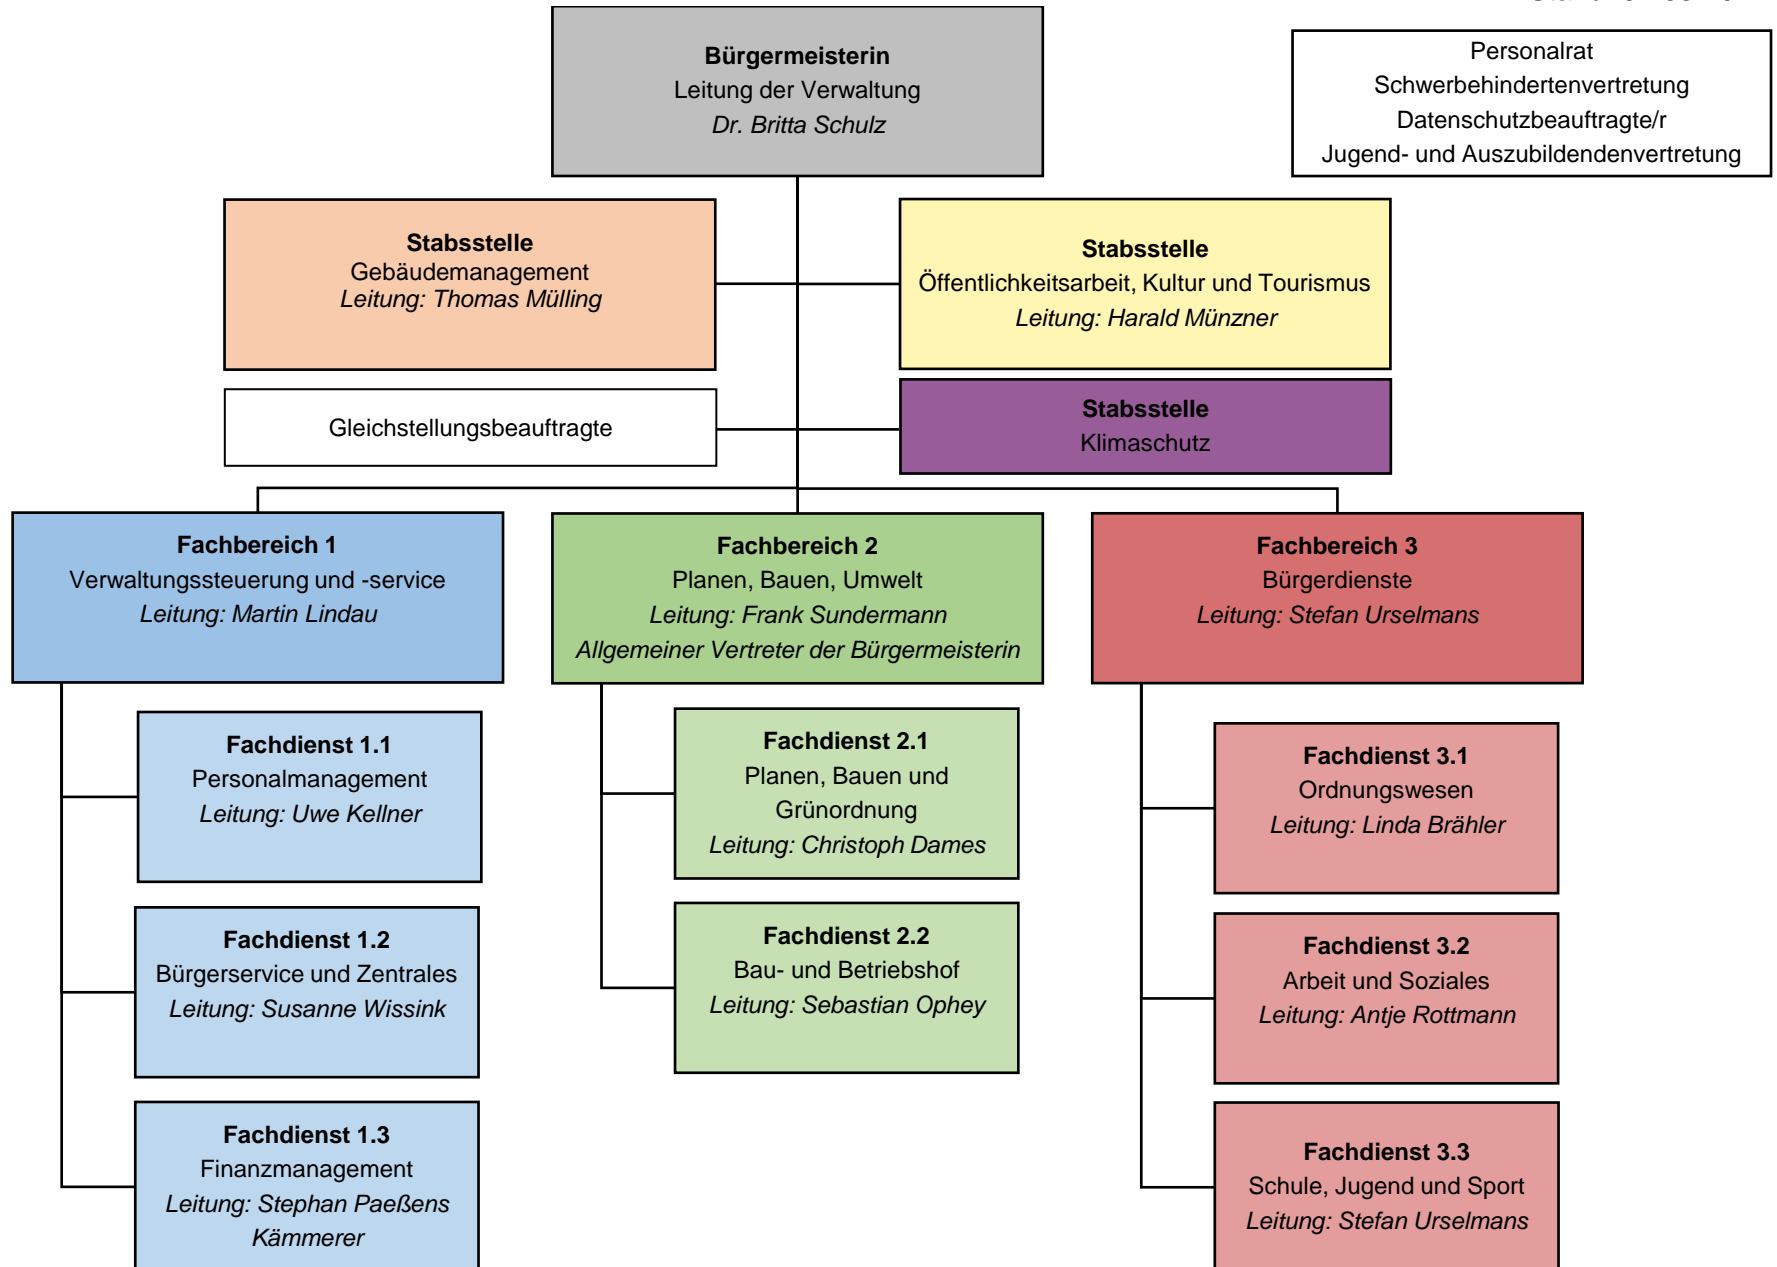 Bürgermeisterin
Leitung der Verwaltung
Dr. Britta Schulz
Personalrat
Schwerbehindertenvertretung
Datenschutzbeauftragte/r
Jugend- und Auszubildendenvertretung
Stabsstelle
Gebäudemanagement
Leitung: Thomas Mülling
Stabsstelle
Öffentlichkeitsarbeit, Kultur und Tourismus
Leitung: Harald Münzner
Gleichstellungsbeauftragte
Stabsstelle
Klimaschutz
Fachbereich 1
Verwaltungssteuerung und -service
Leitung: Martin Lindau
Fachbereich 2
Planen, Bauen, Umwelt
Leitung: Frank Sundermann
Allgemeiner Vertreter der Bürgermeisterin
Fachbereich 3
Bürgerdienste
Leitung: Stefan Urselmans
Fachdienst 1.1
Personalmanagement
Leitung: Uwe Kellner
Fachdienst 1.2
Bürgerservice und Zentrales
Leitung: Susanne Wissink
Fachdienst 1.3
Finanzmanagement
Leitung: Stephan Paeßens
Kämmerer
Fachdienst 2.1
Planen, Bauen und
Grünordnung
Leitung: Christoph Dames
Fachdienst 2.2
Bau- und Betriebshof
Leitung: Sebastian Ophey
Fachdienst 3.1
Ordnungswesen
Leitung: Linda Brähler
Fachdienst 3.2
Arbeit und Soziales
Leitung: Antje Rottmann
Fachdienst 3.3
Schule, Jugend und Sport
Leitung: Stefan Urselmans